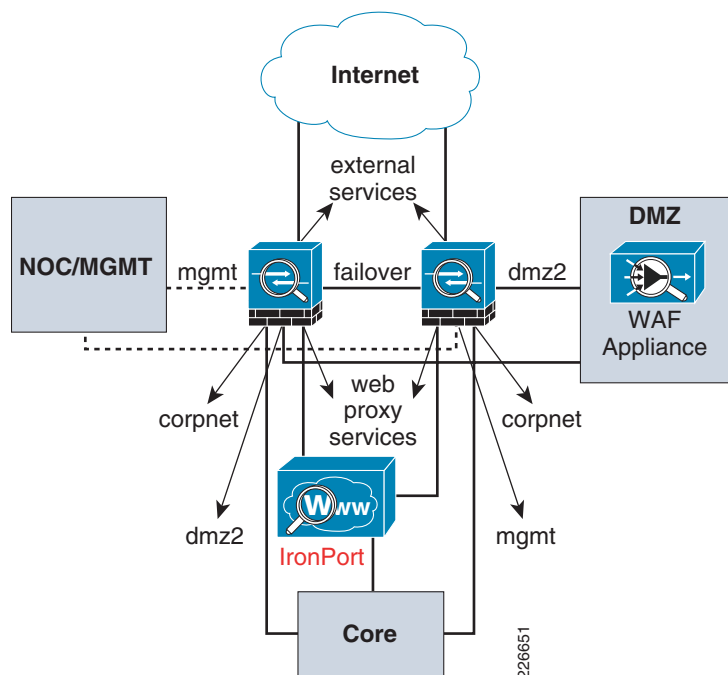 Internet
external
services
NOC/MGMT
mgmt
failover
dmz2
DMZ
WAF
Appliance
corpnet
web
proxy
services
corpnet
dmz2
Www
IronPort
mgmt
Core
226651